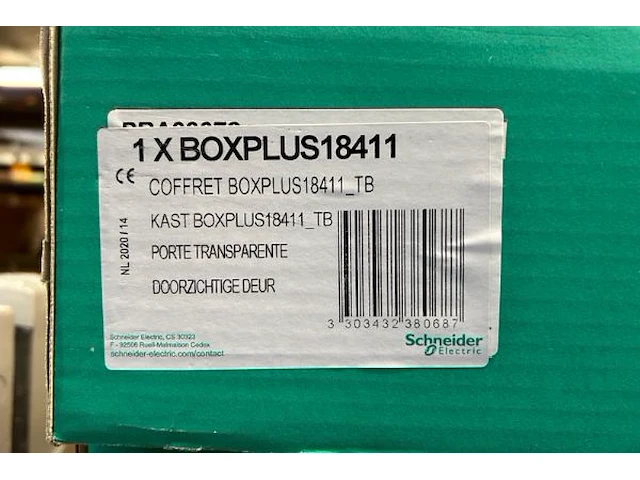 1 X BOXPLUS18411
CE
COFFRET BOXPLUS18411_TB
KAST BOXPLUS18411_TB
PORTE TRANSPARENTE
DOORZICHTIGE DEUR
NL 2020 / 14
3 303432 380687
Schneider Electric, CS 30323
F - 92506 Rueil-Malmaison Cedex
schneider-electric.com/contact
Schneider
Electric